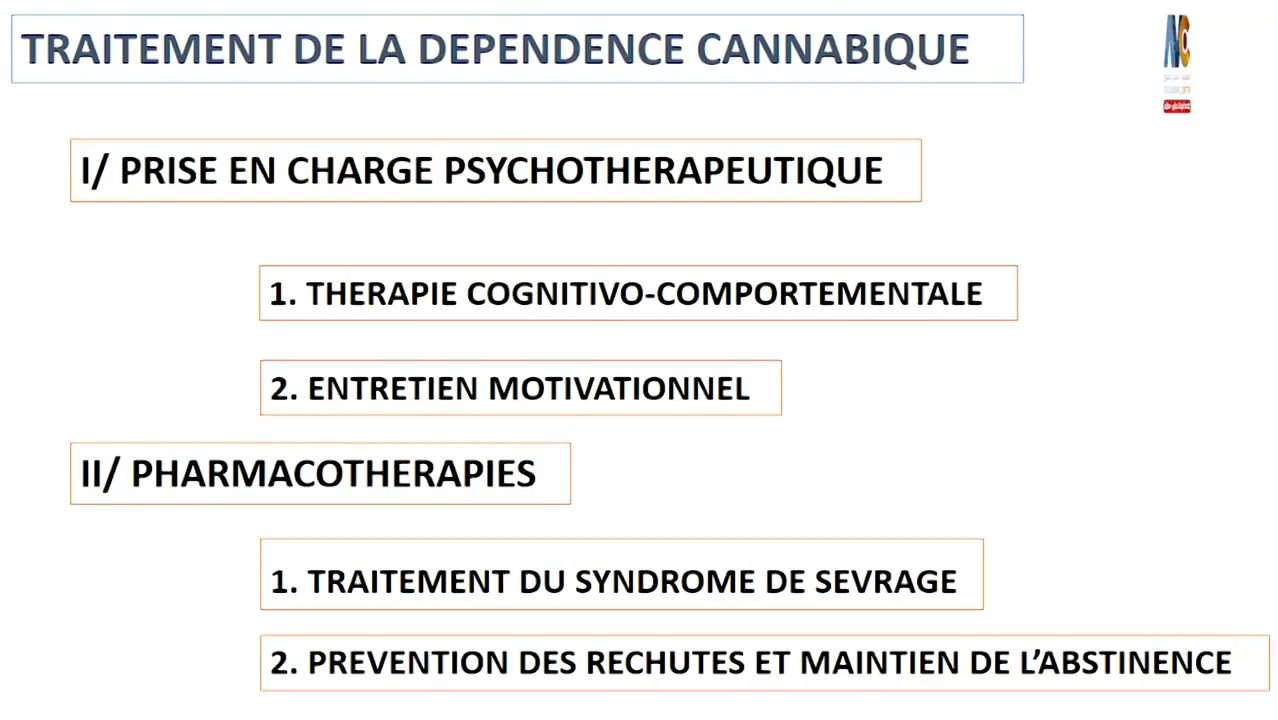 TRAITEMENT DE LA DEPENDENCE CANNABIQUE
I/ PRISE EN CHARGE PSYCHOTHERAPEUTIQUE
1. THERAPIE COGNITIVO-COMPORTEMENTALE
2. ENTRETIEN MOTIVATIONNEL
II/ PHARMACOTHERAPIES
1. TRAITEMENT DU SYNDROME DE SEVRAGE
2. PREVENTION DES RECHUTES ET MAINTIEN DE L’ABSTINENCE